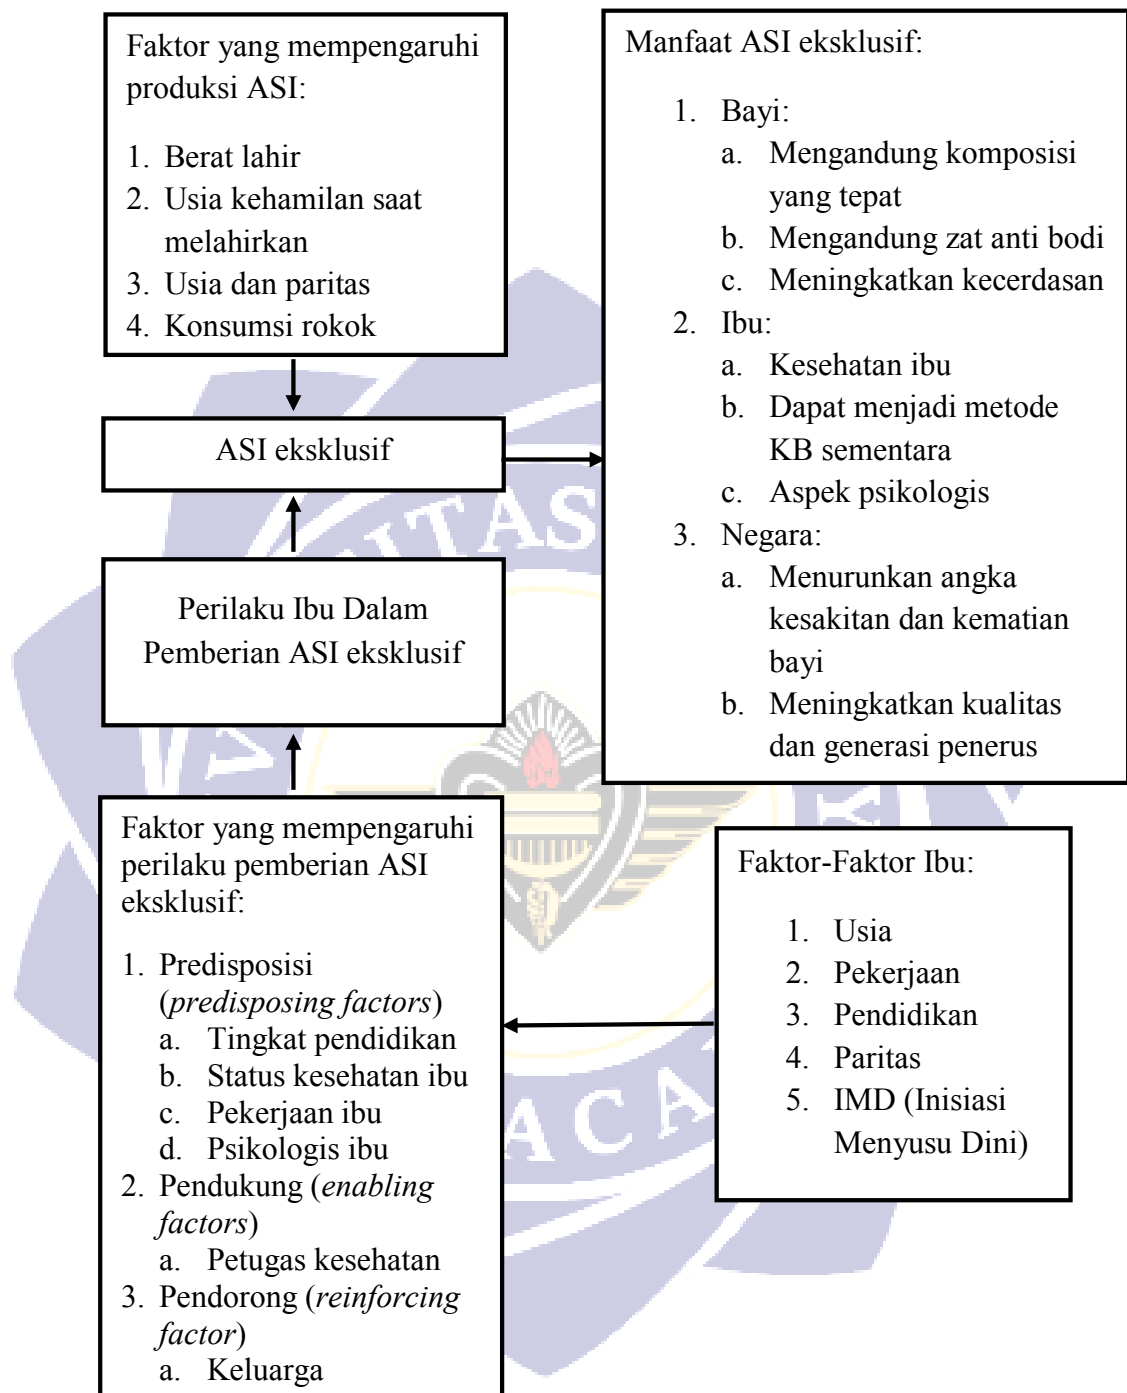 Faktor yang mempengaruhi
produksi ASI:
1. Berat lahir
2. Usia kehamilan saat
melahirkan
3. Usia dan paritas
4. Konsumsi rokok
ASI eksklusif
Perilaku Ibu Dalam
Pemberian ASI eksklusif
Faktor yang mempengaruhi
perilaku pemberian ASI
eksklusif:
1. Predisposisi
(predisposing factors)
a. Tingkat pendidikan
b. Status kesehatan ibu
c. Pekerjaan ibu
d. Psikologis ibu
2. Pendukung (enabling
factors)
a. Petugas kesehatan
3. Pendorong (reinforcing
factor)
a. Keluarga
Manfaat ASI eksklusif:
1. Bayi:
a. Mengandung komposisi
yang tepat
b. Mengandung zat anti bodi
c. Meningkatkan kecerdasan
2. Ibu:
a. Kesehatan ibu
b. Dapat menjadi metode
KB sementara
c. Aspek psikologis
3. Negara:
a. Menurunkan angka
kesakitan dan kematian
bayi
b. Meningkatkan kualitas
dan generasi penerus
Faktor-Faktor Ibu:
1. Usia
2. Pekerjaan
3. Pendidikan
4. Paritas
5. IMD (Inisiasi
Menyusu Dini)